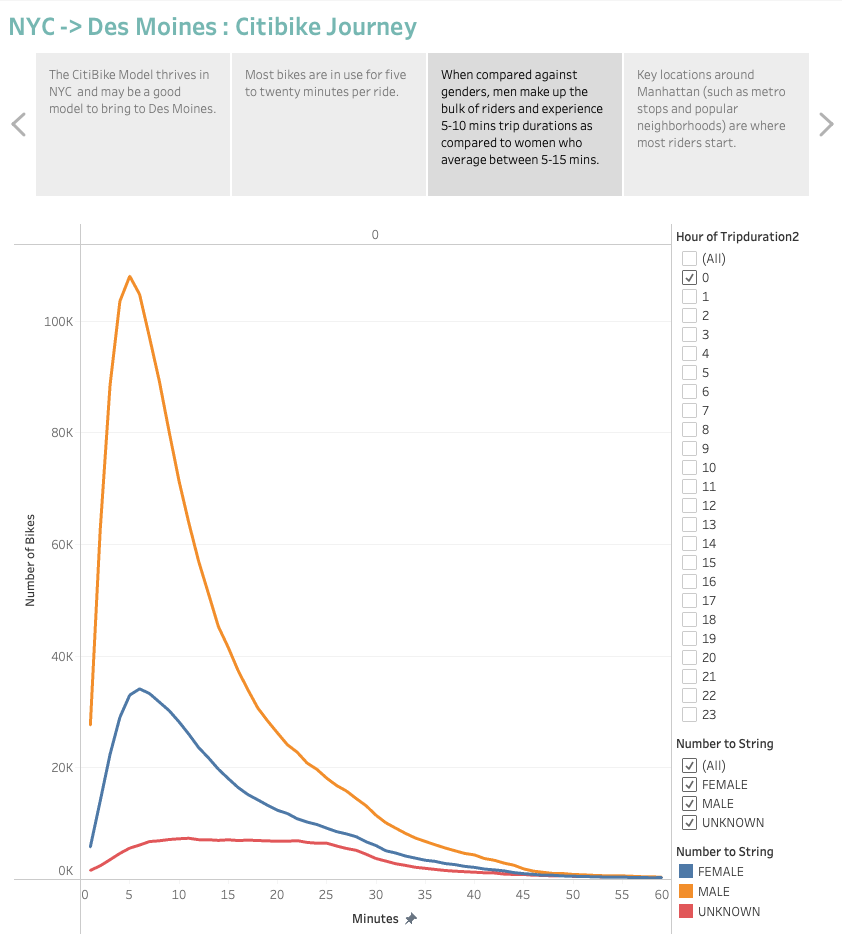 NYC -> Des Moines : Citibike Journey
The CitiBike Model thrives in
NYC and may be a good
model to bring to Des Moines.
Most bikes are in use for five
to twenty minutes per ride.
When compared against
genders, men make up the
bulk of riders and experience
5-10 mins trip durations as
compared to women who
average between 5-15 mins.
Key locations around
Manhattan (such as metro
stops and popular
neighborhoods) are where
most riders start.
0
100K
80K
60K
40K
20K
0K
Number of Bikes
0 5 10 15 20 25 30 35 40 45 50 55 60
Minutes
Hour of Tripduration2
(All)
0
1
2
3
4
5
6
7
8
9
10
11
12
13
14
15
16
17
18
19
20
21
22
23
Number to String
(All)
FEMALE
MALE
UNKNOWN
Number to String
FEMALE
MALE
UNKNOWN